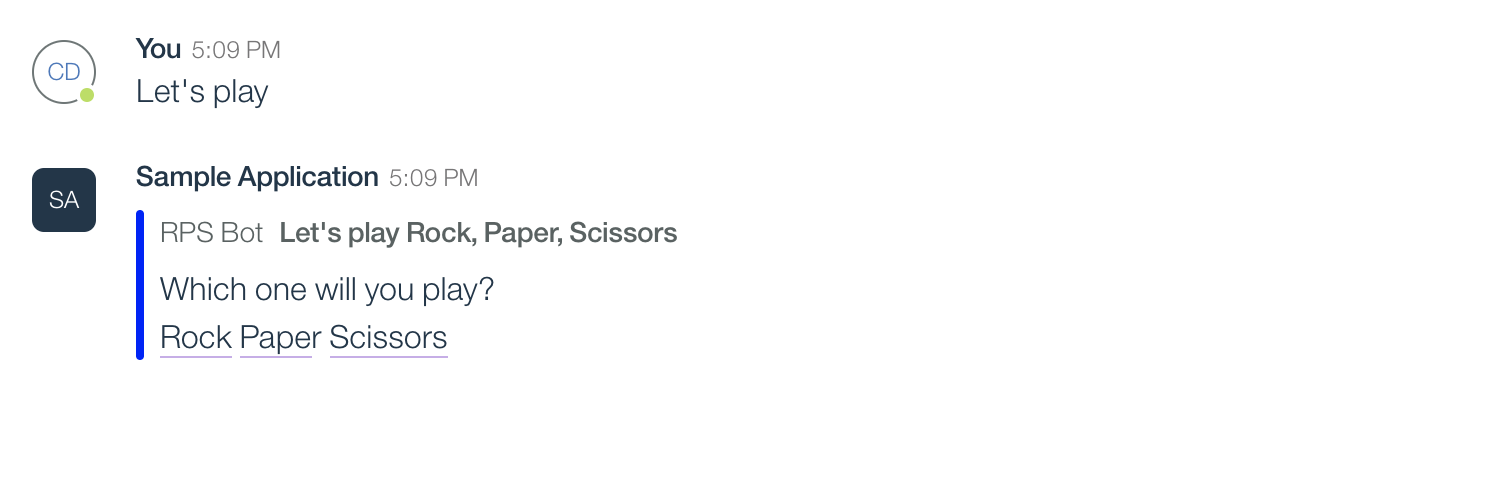 You 5:09 PM
CD
Let's play
Sample Application 5:09 PM
SA
RPS Bot Let's play Rock, Paper, Scissors
Which one will you play?
Rock Paper Scissors